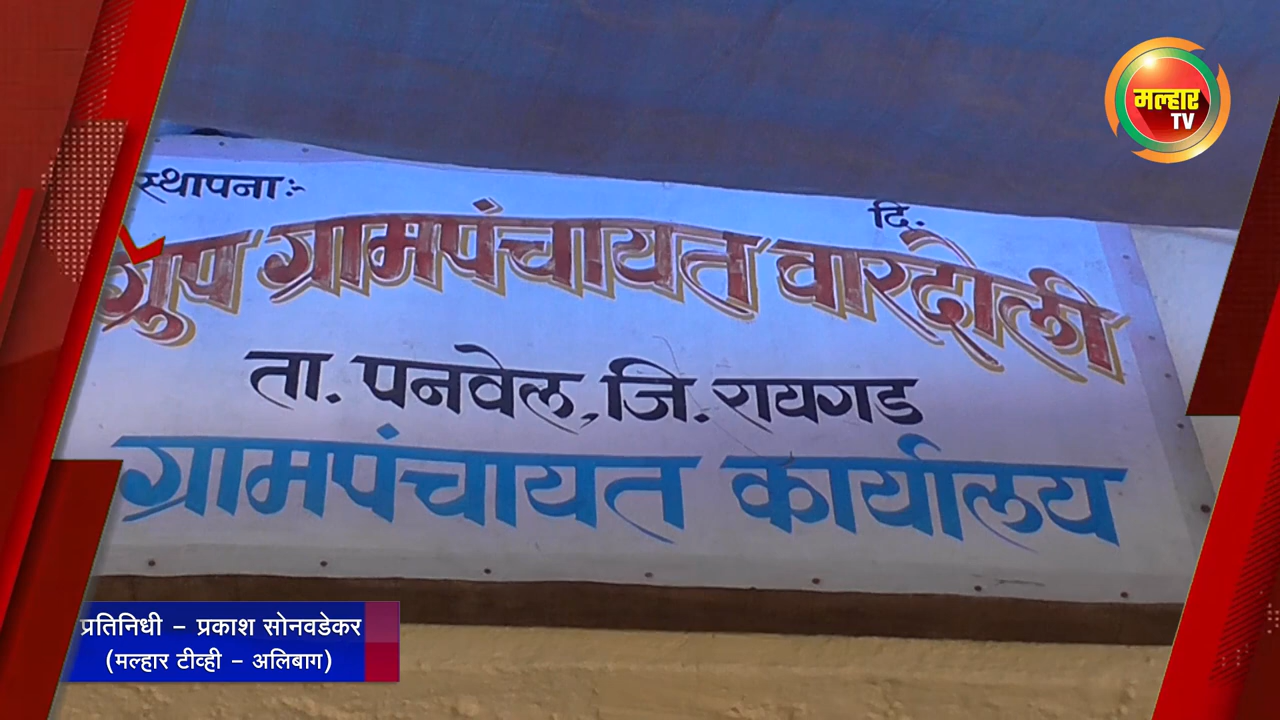 मल्हार
TV
स्थापना:-
दि.
ग्रुप ग्रामपंचायत वारदोली
ता. पनवेल, जि. रायगड
ग्रामपंचायत कार्यालय
प्रतिनिधी - प्रकाश सोनवडेकर
(मल्हार टीव्ही - अलिबाग)